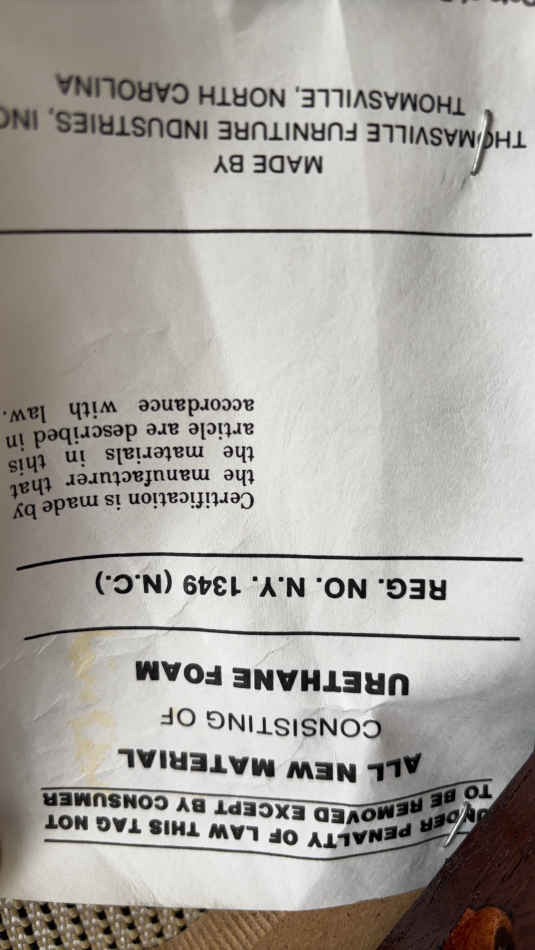 UNDER PENALTY OF LAW THIS TAG NOT
TO BE REMOVED EXCEPT BY CONSUMER
ALL NEW MATERIAL
CONSISTING OF
URETHANE FOAM
REG. NO. N.Y. 1349 (N.C.)
Certification is made by
the manufacturer that
the materials in this
article are described in
accordance with law.
MADE BY
THOMASVILLE FURNITURE INDUSTRIES, INC
THOMASVILLE, NORTH CAROLINA